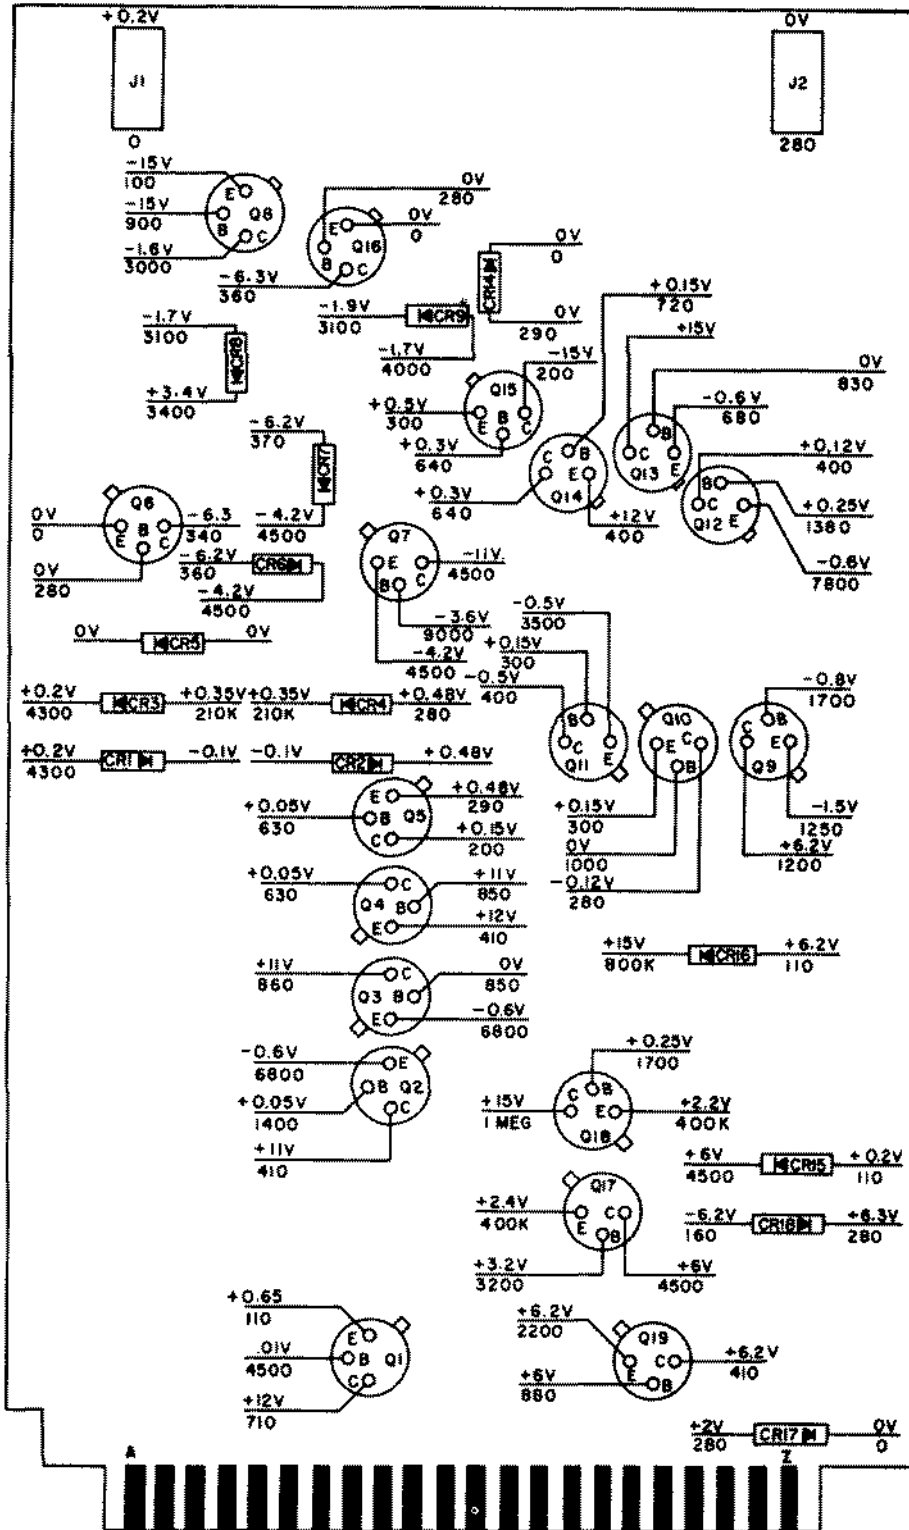 +0.2V
J1
0
0V
J2
280
-15V
100
-15V
900
-1.6V
3000
E
B
C
Q8
0V
280
0V
0
-6.3V
360
E
B
C
Q16
0V
0
CR14
0V
290
-1.9V
3100
CR9
+
-1.7V
4000
+0.15V
720
+15V
0V
830
-0.6V
680
-1.7V
3100
CR8
+3.4V
3400
-15V
200
+0.5V
300
+0.3V
640
Q15
E
B
C
C
B
E
Q14
+0.3V
640
+12V
400
B
C
E
Q13
+0.12V
400
+0.25V
1380
-0.6V
7800
B
C
E
Q12
-6.2V
370
CR7
-4.2V
4500
Q6
0V
0
E
B
C
-6.3
340
0V
280
-6.2V
360
CR6
-4.2V
4500
Q7
E
B
C
-11V
4500
-3.6V
9000
-4.2V
4500
0V
CR5
0V
-0.5V
3500
+0.15V
300
-0.5V
400
B
C
E
Q11
Q10
E
C
B
-0.8V
1700
B
C
E
Q9
+0.2V
4300
CR3
+0.35V
210K
+0.35V
210K
CR4
+0.48V
280
+0.2V
4300
CR1
-0.1V
-0.1V
CR2
+0.48V
+0.15V
300
0V
1000
-0.12V
280
-1.5V
1250
+6.2V
1200
+0.05V
630
E
B
C
Q5
+0.48V
290
+0.15V
200
+0.05V
630
C
Q4
B
E
+11V
850
+12V
410
+15V
800K
CR16
+6.2V
110
+11V
860
C
Q3
B
E
0V
850
-0.6V
6800
-0.6V
6800
+0.05V
1400
+11V
410
E
B
Q2
C
+0.25V
1700
+15V
1 MEG
C
B
E
Q18
+2.2V
400K
+6V
4500
CR15
+0.2V
110
+2.4V
400K
Q17
E
C
B
+3.2V
3200
+6V
4500
-6.2V
160
CR18
+6.3V
280
+0.65
110
.01V
4500
+12V
710
E
B
C
Q1
+6.2V
2200
+6V
880
Q19
E
C
B
+6.2V
410
+2V
280
CR17
0V
0
A
Z